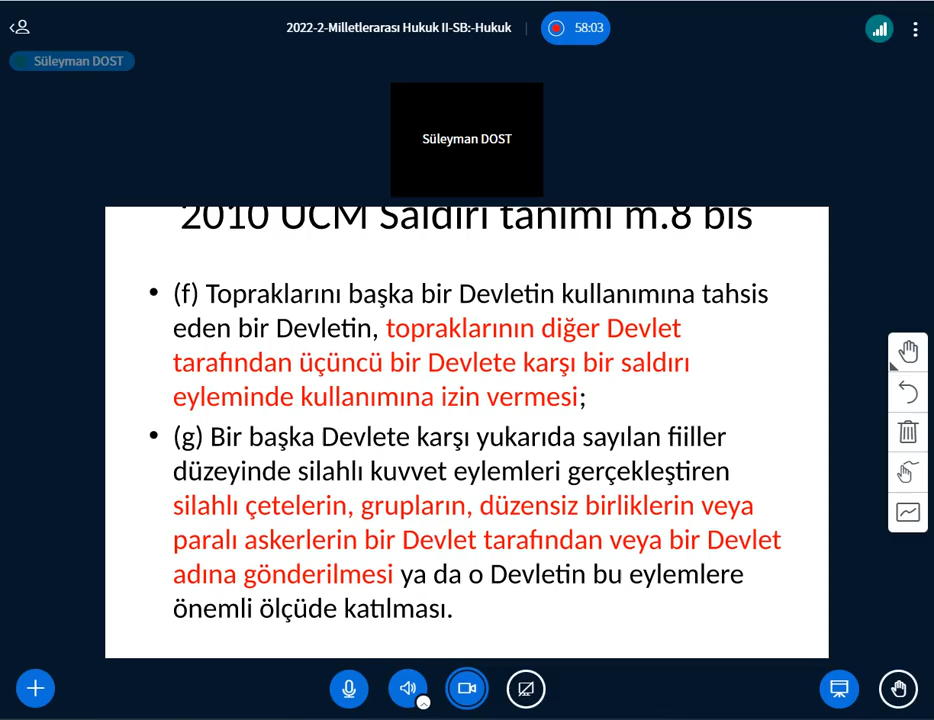 2022-2-Milletlerarası Hukuk II-SB:-Hukuk
58:03
Süleyman DOST
Süleyman DOST
2010 UCM Saldırı tanımı m.8 bis
• (f) Topraklarını başka bir Devletin kullanımına tahsis
eden bir Devletin, topraklarının diğer Devlet
tarafından üçüncü bir Devlete karşı bir saldırı
eyleminde kullanımına izin vermesi;
• (g) Bir başka Devlete karşı yukarıda sayılan fiiller
düzeyinde silahlı kuvvet eylemleri gerçekleştiren
silahlı çetelerin, grupların, düzensiz birliklerin veya
paralı askerlerin bir Devlet tarafından veya bir Devlet
adına gönderilmesi ya da o Devletin bu eylemlere
önemli ölçüde katılması.